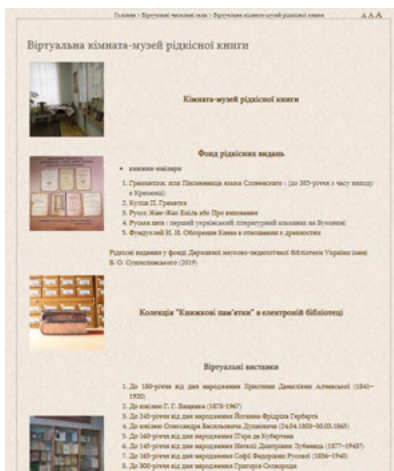 Головна > Віртуальні читальні зали > Віртуальна кімната-музей рідкісної книги
A A A
Віртуальна кімната-музей рідкісної книги
Кімната-музей рідкісної книги
Фонд рідкісних видань
• книжки-ювіляри
1. Грамматіки, или Писменница языка Словенского : (до 385-річчя з часу виходу
в Кремянці)
2. Куліш П. Граматка
3. Руссо Жан-Жак Еміль або Про виховання
4. Руська хата : перший український літературний альманах на Буковині
5. Фундуклей И. И. Обозрение Киева в отношении к древностям
Рідкісні видання у фонді Державної науково-педагогічної бібліотеки України імені
В. О. Сухомлинського (2019)
Колекція "Книжкові пам'ятки" в електронній бібліотеці
Віртуальні виставки
1. До 180-річчя від дня народження Христини Данилівни Алчевської (1841–
1920)
2. До ювілею Г. Г. Ващенка (1878–1967)
3. До 245-річчя від дня народження Йоганна Фрідріха Гербарта
4. До ювілею Олександра Васильовича Духновича (24.04.1803–30.03.1865)
5. До 160-річчя від дня народження П'єра де Кубертена
6. До 145-річчя від дня народження Наталії Дмитрівни Лубенець (1877–1943?)
7. До 165-річчя від дня народження Софії Федорівни Русової (1856–1940)
8. До 300-річчя від дня народження Григорія Сковороди